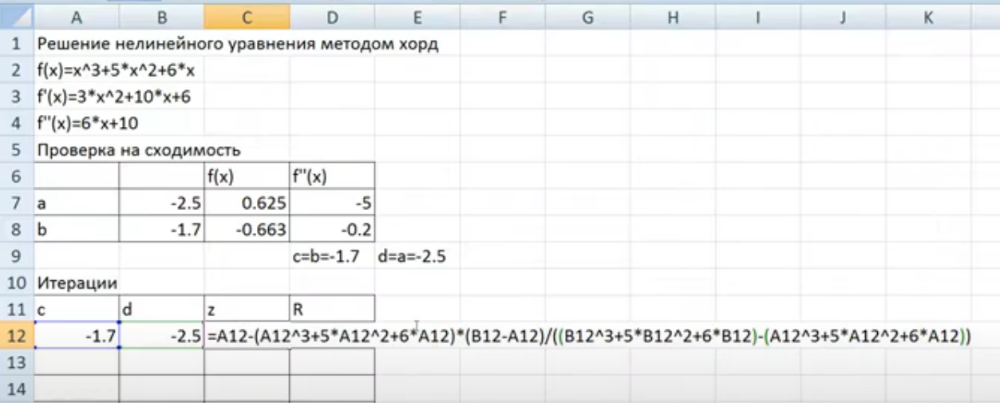 A B C D E F G H I J K
1 Решение нелинейного уравнения методом хорд
2 f(x)=x^3+5*x^2+6*x
3 f'(x)=3*x^2+10*x+6
4 f''(x)=6*x+10
5 Проверка на сходимость
6 f(x) f''(x)
7 a -2.5 0.625 -5
8 b -1.7 -0.663 -0.2
9 c=b=-1.7 d=a=-2.5
10 Итерации
11 c d z R
12 -1.7 -2.5 =A12-(A12^3+5*A12^2+6*A12)*(B12-A12)/((B12^3+5*B12^2+6*B12)-(A12^3+5*A12^2+6*A12))
13
14